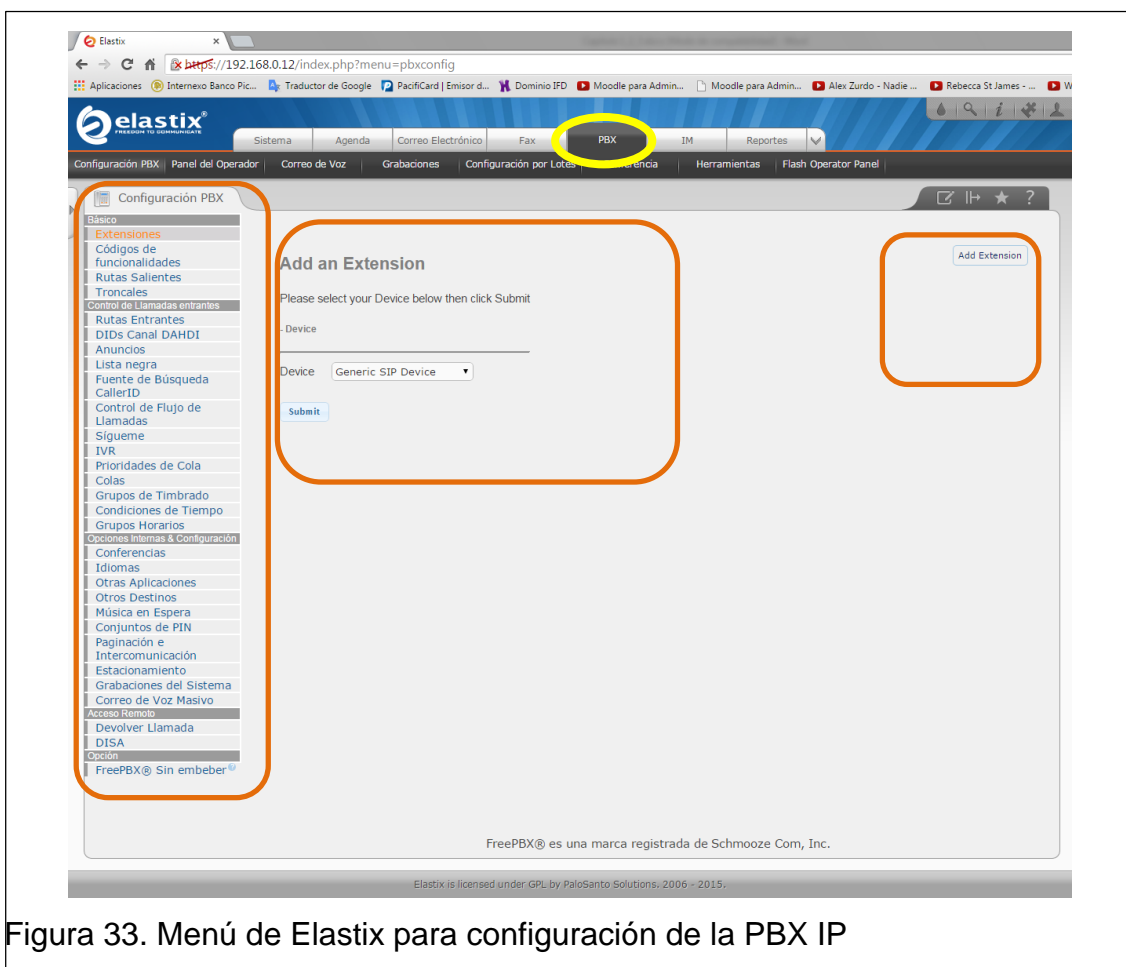 Elastix
https://192.168.0.12/index.php?menu=pbxconfig
Aplicaciones Internexo Banco Pic... Traductor de Google PacifiCard | Emisor d... Dominio IFD Moodle para Admin... Moodle para Admin... Alex Zurdo - Nadie ... Rebecca St James - ... W
elastix®
FREEDOM TO COMMUNICATE
Sistema Agenda Correo Electrónico Fax PBX IM Reportes
Configuración PBX Panel del Operador Correo de Voz Grabaciones Configuración por Lotes Herramientas Flash Operator Panel
Configuración PBX
Básico
Extensiones
Códigos de
funcionalidades
Rutas Salientes
Troncales
Control de Llamadas entrantes
Rutas Entrantes
DIDs Canal DAHDI
Anuncios
Lista negra
Fuente de Búsqueda
CallerID
Control de Flujo de
Llamadas
Sígueme
IVR
Prioridades de Cola
Colas
Grupos de Timbrado
Condiciones de Tiempo
Grupos Horarios
Opciones Internas & Configuración
Conferencias
Idiomas
Otras Aplicaciones
Otros Destinos
Música en Espera
Conjuntos de PIN
Paginación e
Intercomunicación
Estacionamiento
Grabaciones del Sistema
Correo de Voz Masivo
Acceso Remoto
Devolver Llamada
DISA
Opción
FreePBX® Sin embeber
Add an Extension
Please select your Device below then click Submit
- Device
Device Generic SIP Device
Submit
Add Extension
FreePBX® es una marca registrada de Schmooze Com, Inc.
Elastix is licensed under GPL by PaloSanto Solutions. 2006 - 2015.
Figura 33. Menú de Elastix para configuración de la PBX IP